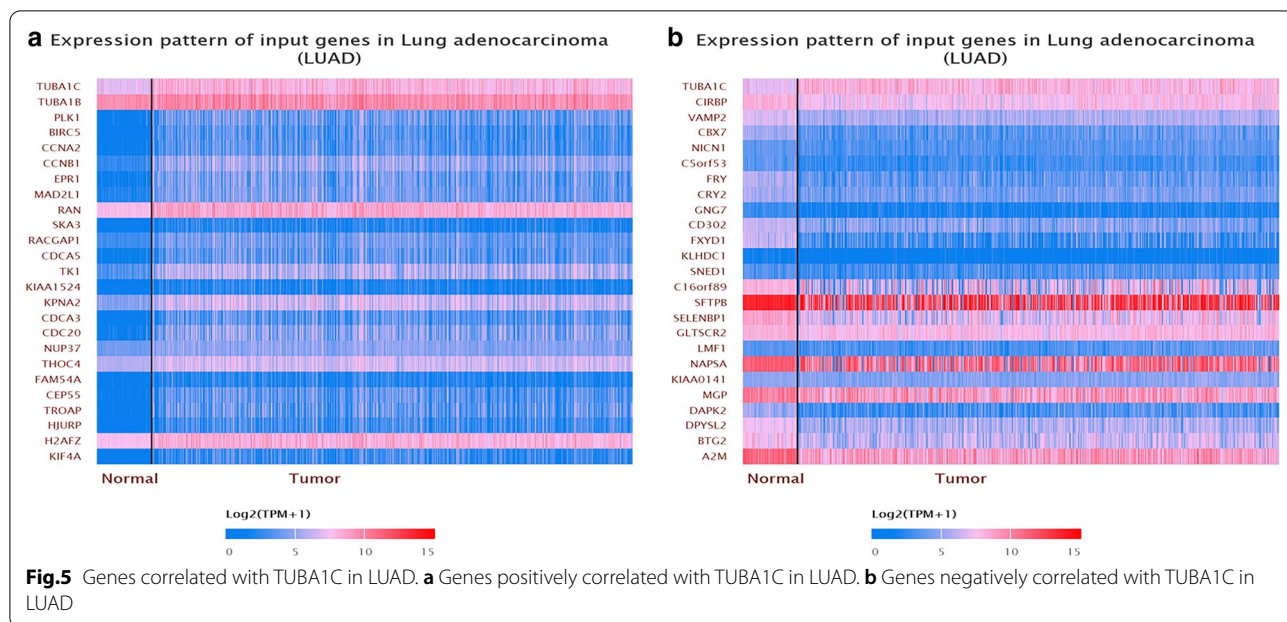 a Expression pattern of input genes in Lung adenocarcinoma
(LUAD)
TUBA1C
TUBA1B
PLK1
BIRC5
CCNA2
CCNB1
EPR1
MAD2L1
RAN
SKA3
RACGAP1
CDCA5
TK1
KIAA1524
KPNA2
CDCA3
CDC20
NUP37
THOC4
FAM54A
CEP55
TROAP
HJURP
H2AFZ
KIF4A
Normal Tumor
Log2(TPM+1)
0 5 10 15
b Expression pattern of input genes in Lung adenocarcinoma
(LUAD)
TUBA1C
CIRBP
VAMP2
CBX7
NICN1
C5orf53
FRY
CRY2
GNG7
CD302
FXYD1
KLHDC1
SNED1
C16orf89
SFTPB
SELENBP1
GLTSCR2
LMF1
NAPSA
KIAA0141
MGP
DAPK2
DPYSL2
BTG2
A2M
Normal Tumor
Log2(TPM+1)
0 5 10 15
Fig.5 Genes correlated with TUBA1C in LUAD. a Genes positively correlated with TUBA1C in LUAD. b Genes negatively correlated with TUBA1C in
LUAD